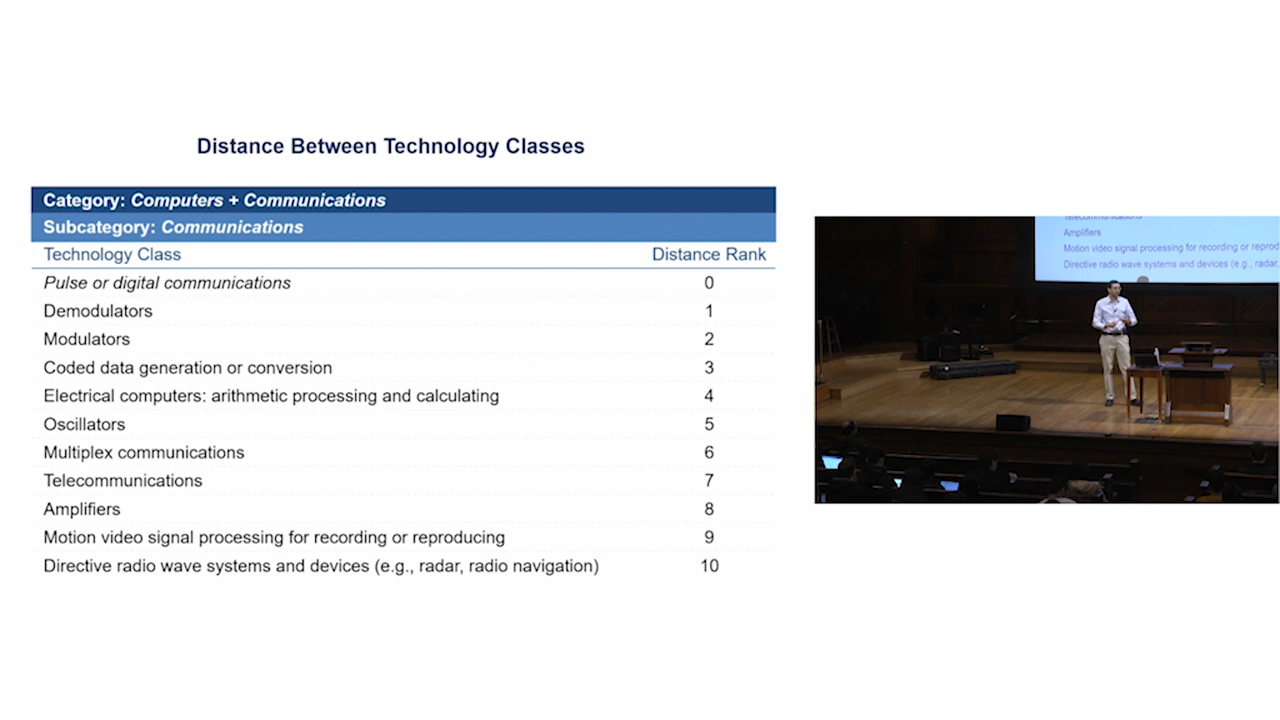 Distance Between Technology Classes
Category: Computers + Communications
Subcategory: Communications
Technology Class Distance Rank
Pulse or digital communications 0
Demodulators 1
Modulators 2
Coded data generation or conversion 3
Electrical computers: arithmetic processing and calculating 4
Oscillators 5
Multiplex communications 6
Telecommunications 7
Amplifiers 8
Motion video signal processing for recording or reproducing 9
Directive radio wave systems and devices (e.g., radar, radio navigation) 10
Telecommunications
Amplifiers
Motion video signal processing for recording or reprod
Directive radio wave systems and devices (e.g., radar,